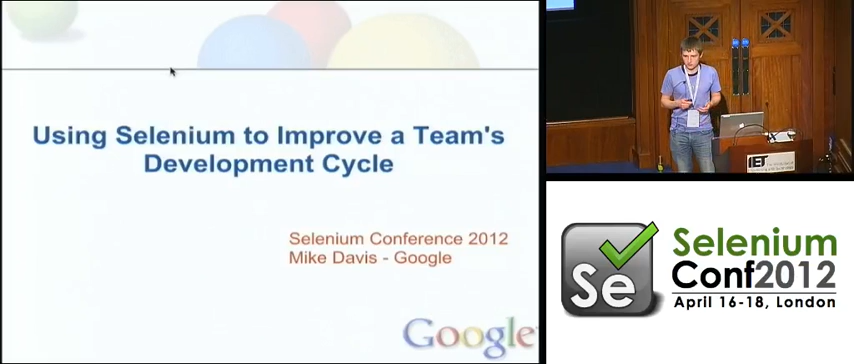 Using Selenium to Improve a Team's
Development Cycle
Selenium Conference 2012
Mike Davis - Google
Google
IET
Se
Selenium
Conf2012
April 16-18, London